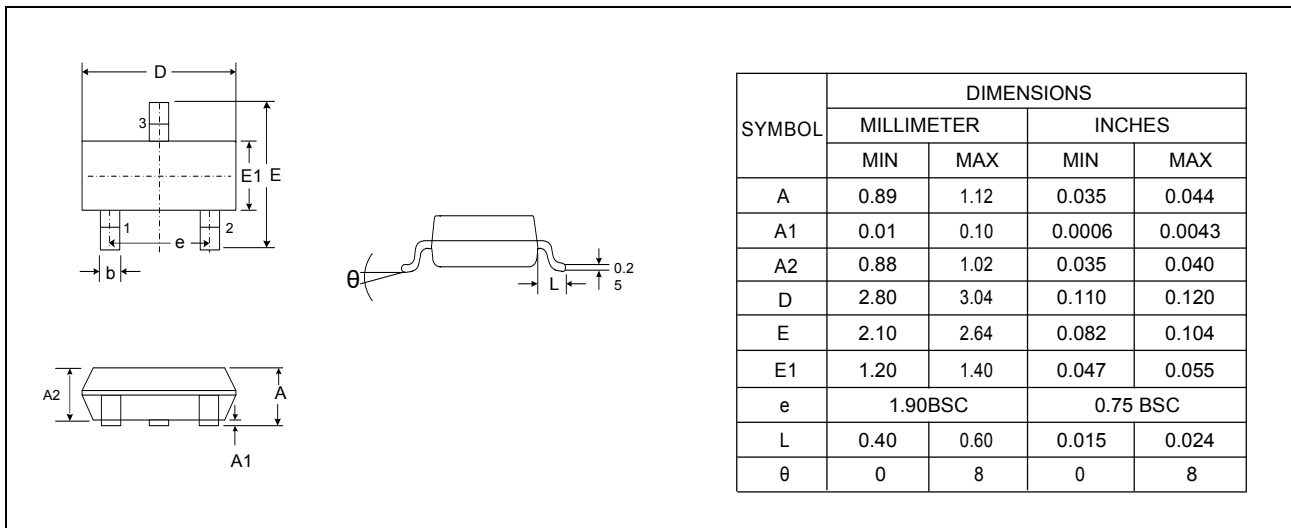 D
3
E1 E
1
2
e
b
θ
L
0.2
5
A2
A
A1
DIMENSIONS
SYMBOL
MILLIMETER INCHES
MIN MAX MIN MAX
A 0.89 1.12 0.035 0.044
A1 0.01 0.10 0.0006 0.0043
A2 0.88 1.02 0.035 0.040
D 2.80 3.04 0.110 0.120
E 2.10 2.64 0.082 0.104
E1 1.20 1.40 0.047 0.055
e 1.90BSC 0.75 BSC
L 0.40 0.60 0.015 0.024
θ 0 8 0 8